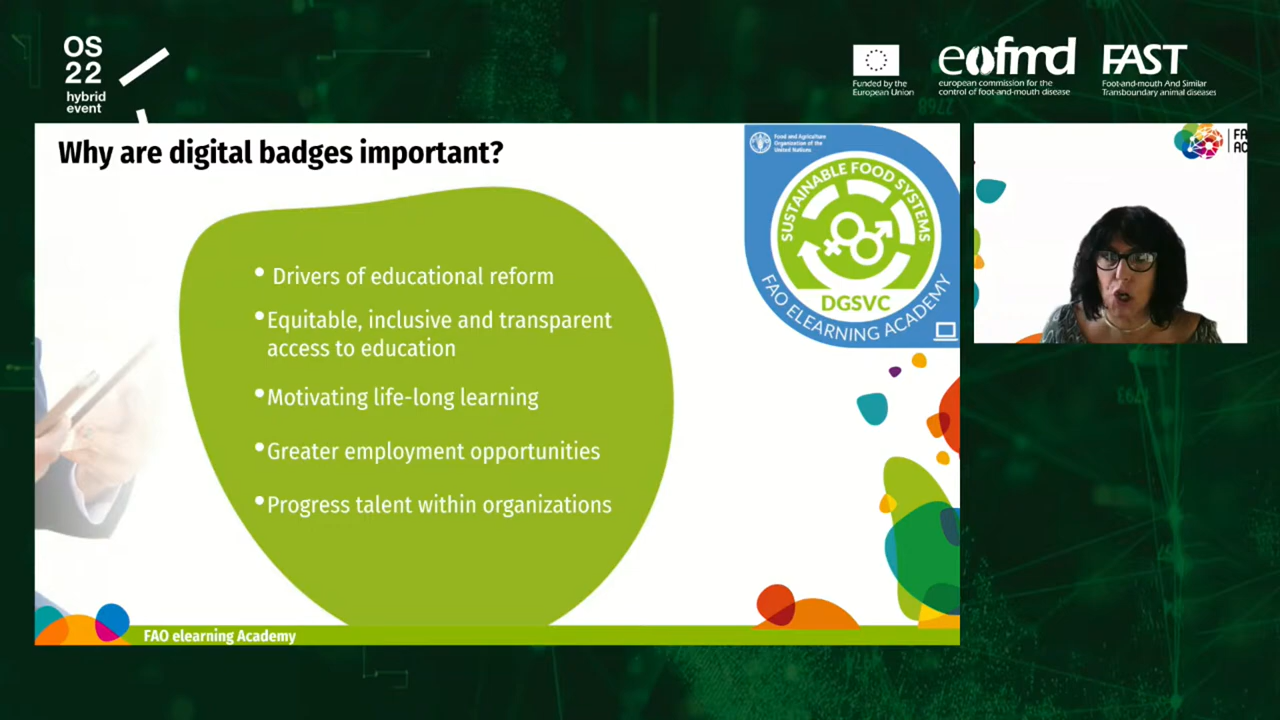 OS
22
hybrid
event
Funded by the
European Union
eofmd
european commission for the
control of foot-and-mouth disease
FAST
Foot-and-mouth And Similar
Transboundary animal diseases
Why are digital badges important?
Food and Agriculture
Organization of the
United Nations
SUSTAINABLE FOOD SYSTEMS
DGSVC
FAO ELEARNING ACADEMY
• Drivers of educational reform
• Equitable, inclusive and transparent
access to education
• Motivating life-long learning
• Greater employment opportunities
• Progress talent within organizations
FAO elearning Academy